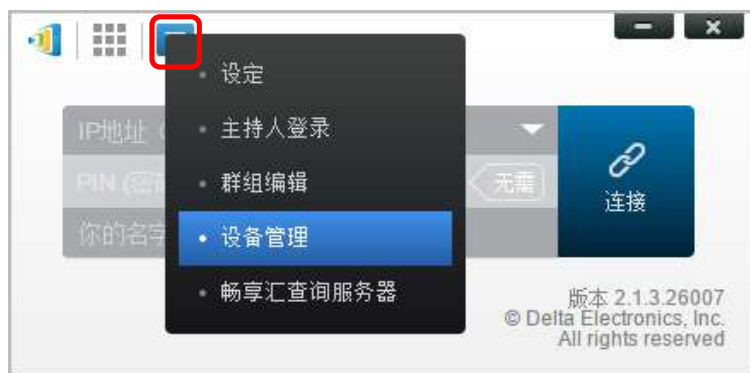 设定
IP地址 (
主持人登录
PIN (密
群组编辑
无需
连接
你的名字
设备管理
畅享汇查询服务器
版本 2.1.3.26007
© Delta Electronics, Inc.
All rights reserved